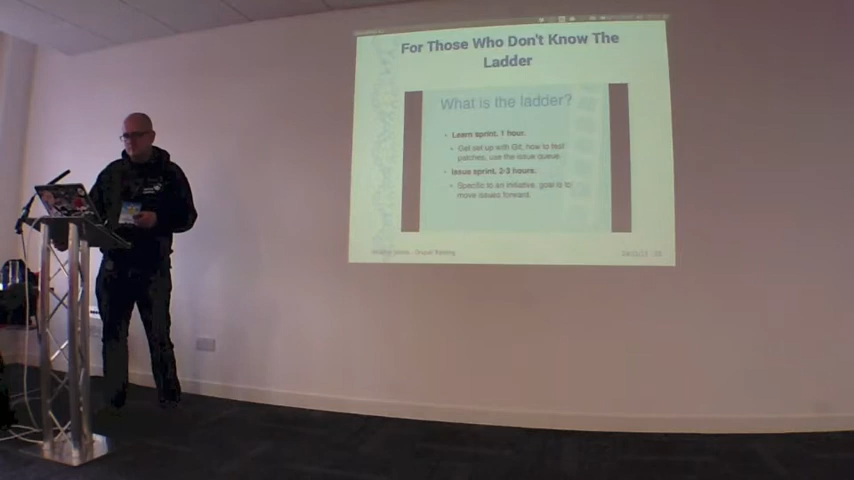 For Those Who Don't Know The
Ladder
What is the ladder?
• Learn sprint, 1 hour.
• Get set up with Git, how to test
patches, use the issue queue.
• Issue sprint, 2-3 hours.
• Specific to an initiative, goal is to
move issues forward.
Drupal Training